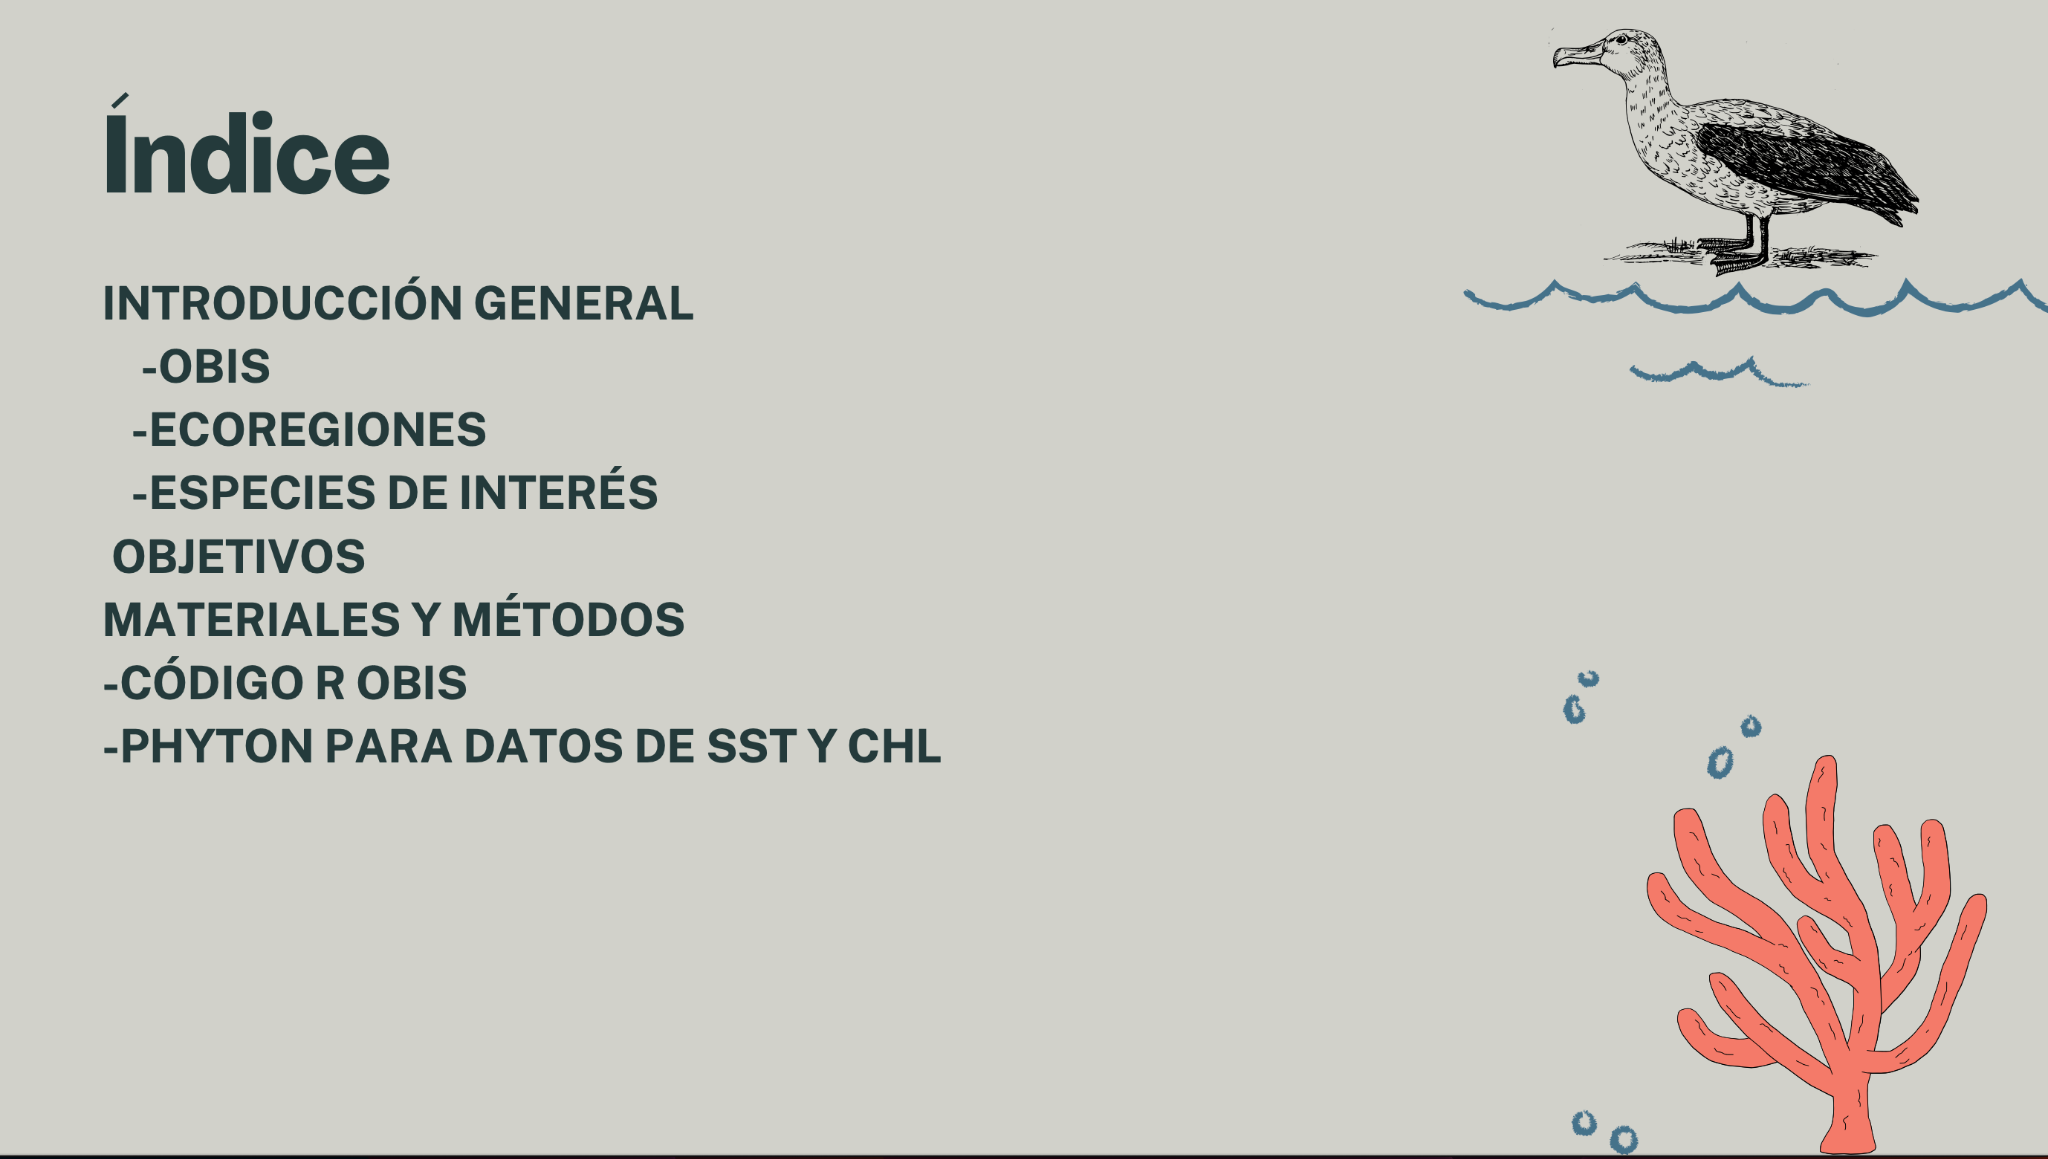 Índice
INTRODUCCIÓN GENERAL
-OBIS
-ECOREGIONES
-ESPECIES DE INTERÉS
OBJETIVOS
MATERIALES Y MÉTODOS
-CÓDIGO R OBIS
-PHYTON PARA DATOS DE SST Y CHL